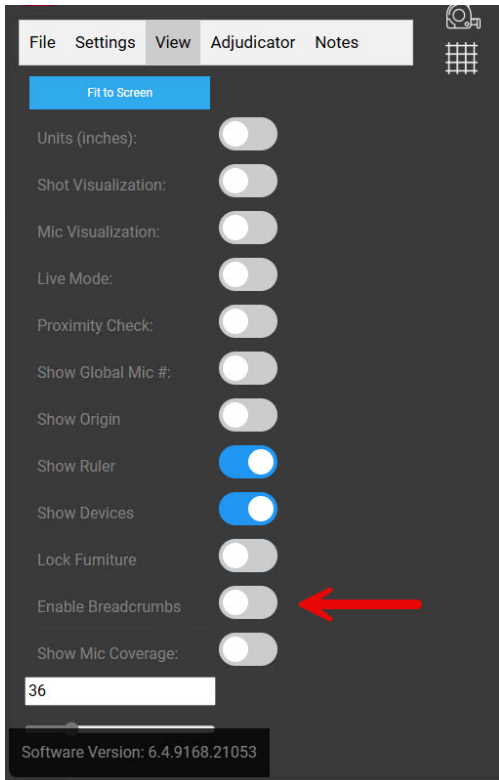 File Settings View Adjudicator Notes
Fit to Screen
Units (inches):
Shot Visualization:
Mic Visualization:
Live Mode:
Proximity Check:
Show Global Mic #:
Show Origin
Show Ruler
Show Devices
Lock Furniture
Enable Breadcrumbs
Show Mic Coverage:
36
Software Version: 6.4.9168.21053